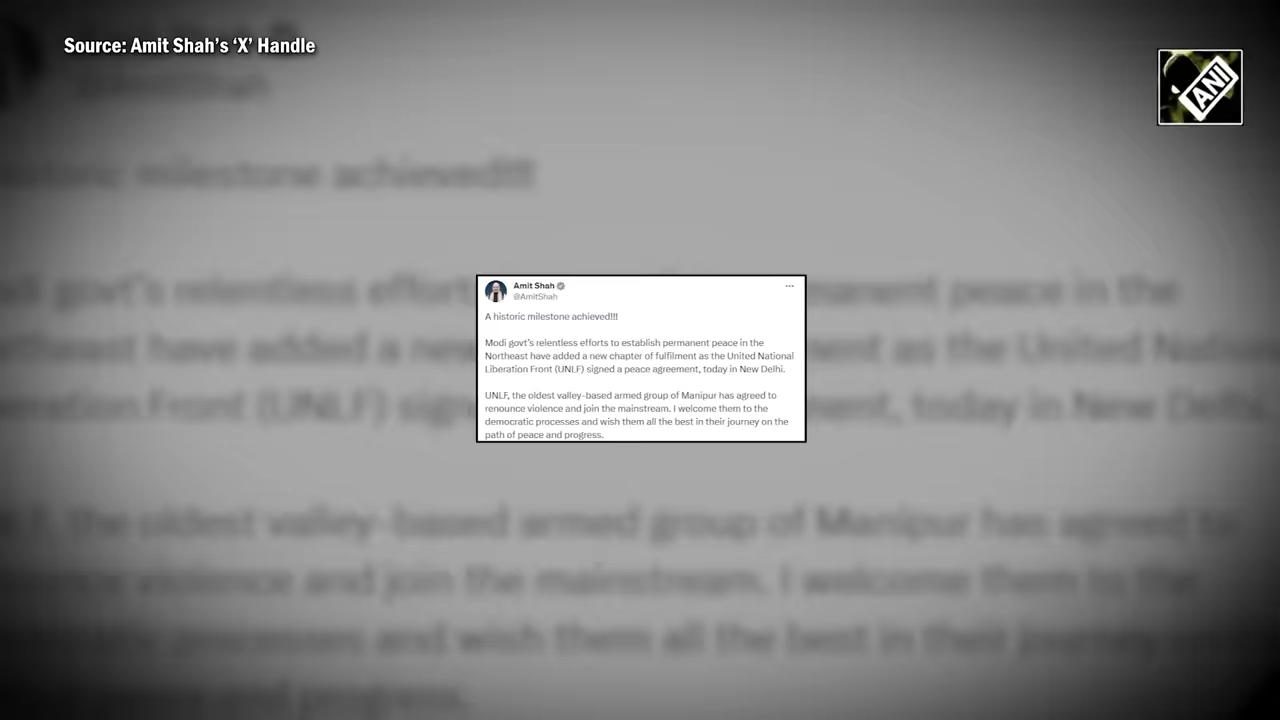 Source: Amit Shah's 'X' Handle
ANI
Amit Shah
@AmitShah
A historic milestone achieved!!!
Modi govt's relentless efforts to establish permanent peace in the
Northeast have added a new chapter of fulfilment as the United National
Liberation Front (UNLF) signed a peace agreement, today in New Delhi.
UNLF, the oldest valley-based armed group of Manipur has agreed to
renounce violence and join the mainstream. I welcome them to the
democratic processes and wish them all the best in their journey on the
path of peace and progress.